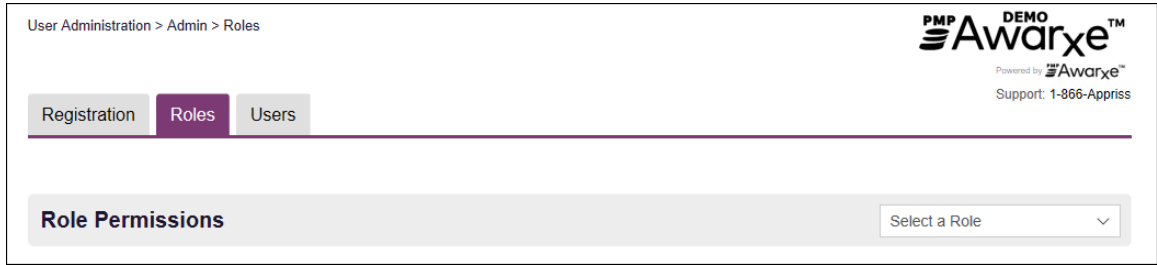 User Administration > Admin > Roles
PMP DEMO
Awarxe™
Powered by PMP Awarxe™
Support: 1-866-Appriss
Registration Roles Users
Role Permissions
Select a Role